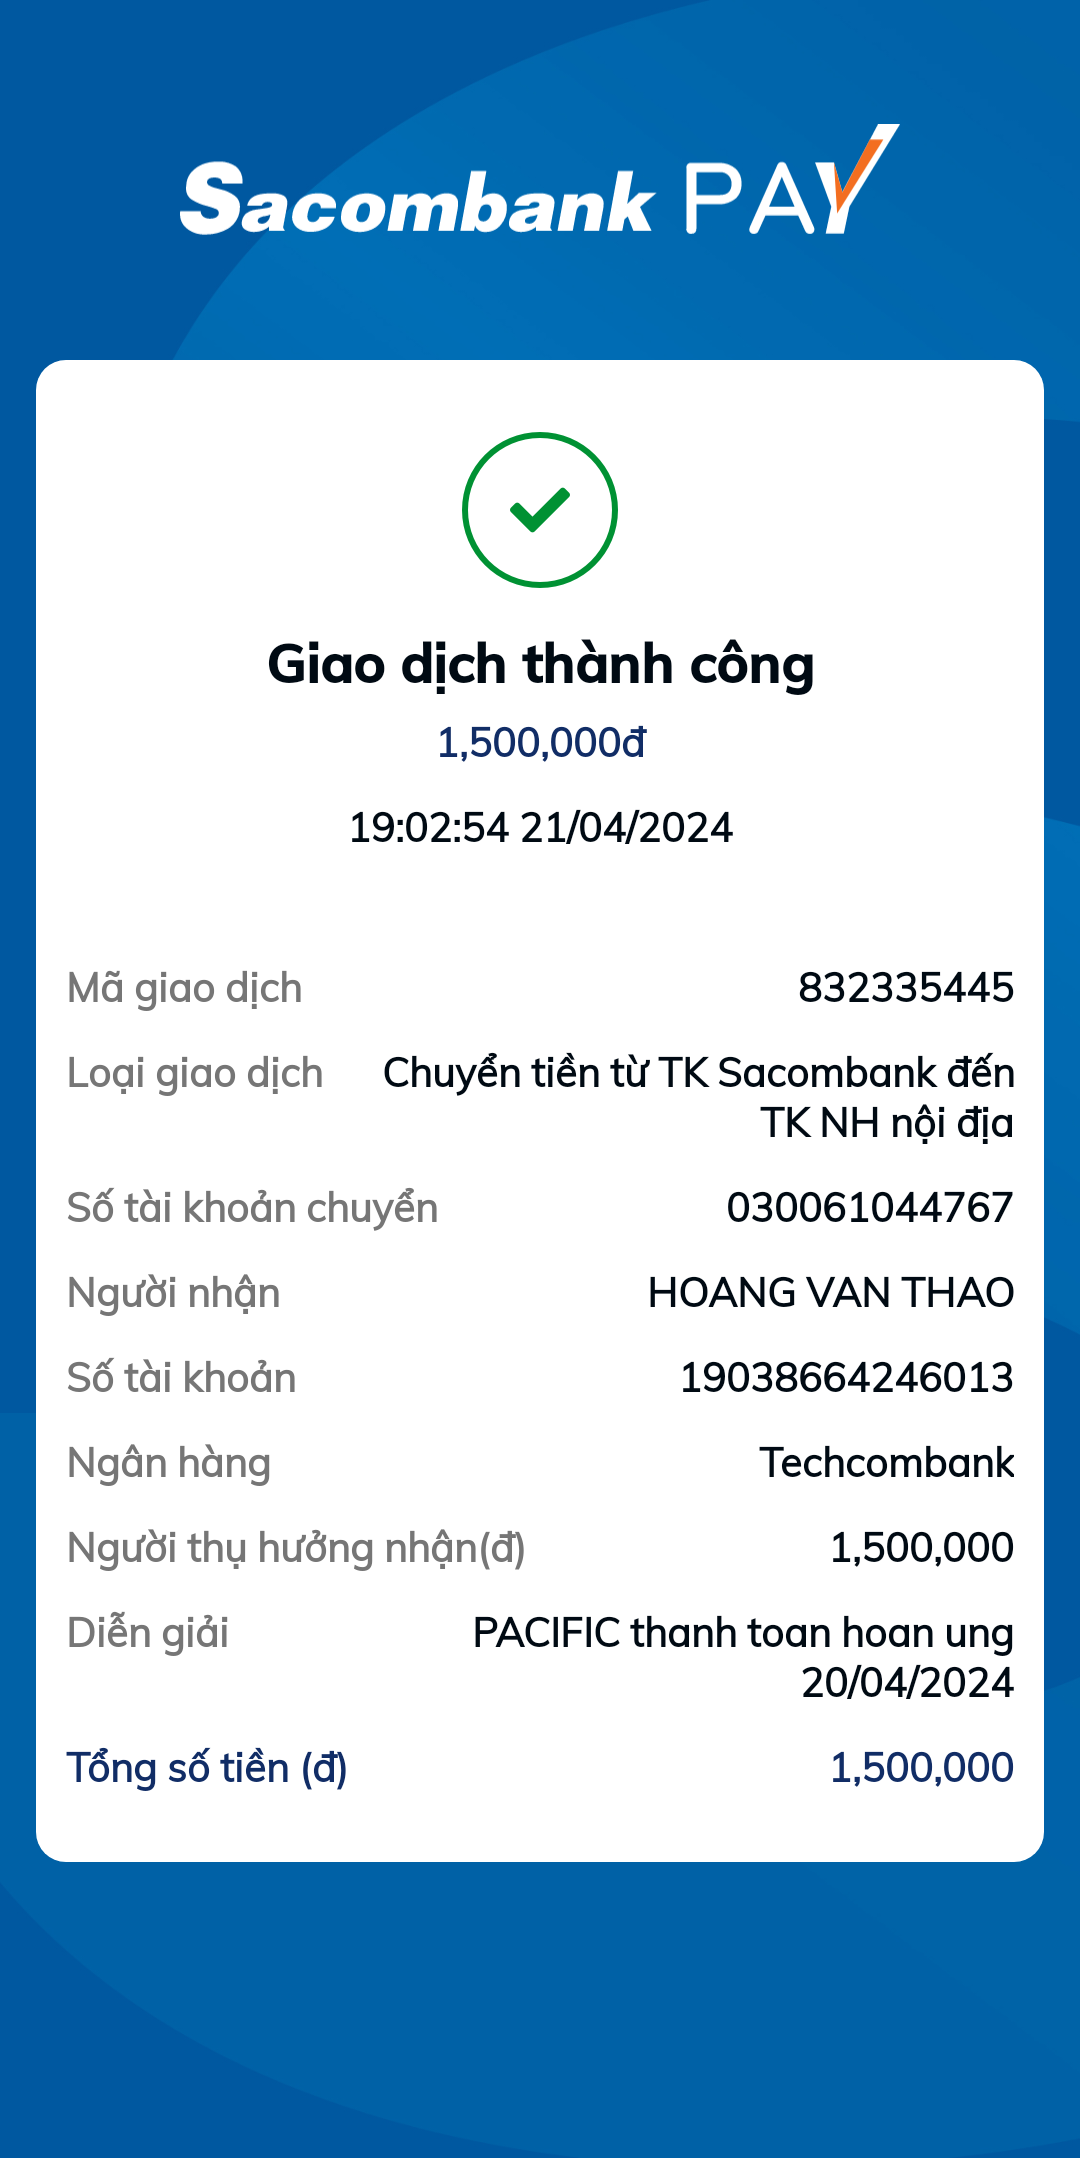 Sacombank PAY
Giao dịch thành công
1,500,000đ
19:02:54 21/04/2024
Mã giao dịch 832335445
Loại giao dịch Chuyển tiền từ TK Sacombank đến
TK NH nội địa
Số tài khoản chuyển 030061044767
Người nhận HOANG VAN THAO
Số tài khoản 19038664246013
Ngân hàng Techcombank
Người thụ hưởng nhận(đ) 1,500,000
Diễn giải PACIFIC thanh toan hoan ung
20/04/2024
Tổng số tiền (đ) 1,500,000